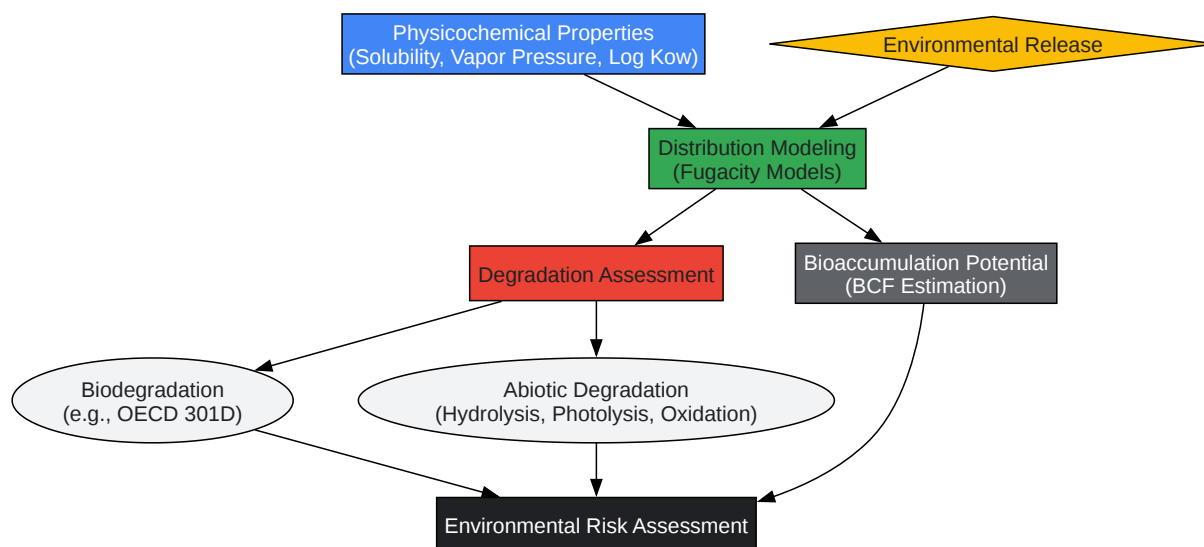 Physicochemical Properties
(Solubility, Vapor Pressure, Log Kow)
Environmental Release
Distribution Modeling
(Fugacity Models)
Degradation Assessment
Bioaccumulation Potential
(BCF Estimation)
Biodegradation
(e.g., OECD 301D)
Abiotic Degradation
(Hydrolysis, Photolysis, Oxidation)
Environmental Risk Assessment